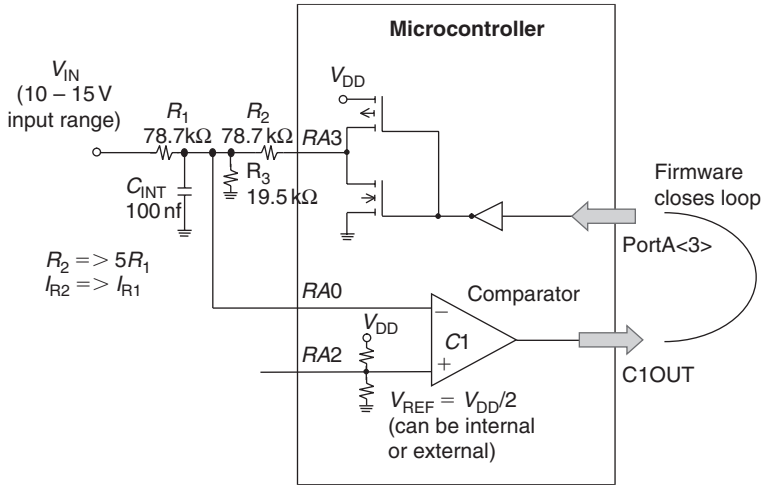 Microcontroller
V_IN
(10 – 15 V
input range)
R_1
78.7kΩ
R_2
78.7kΩ
RA3
V_DD
R_3
19.5 kΩ
C_INT
100 nf
Firmware
closes loop
PortA<3>
R_2 = > 5R_1
I_R2 = > I_R1
RA0
Comparator
V_DD
RA2
–
C1
+
C1OUT
V_REF = V_DD/2
(can be internal
or external)